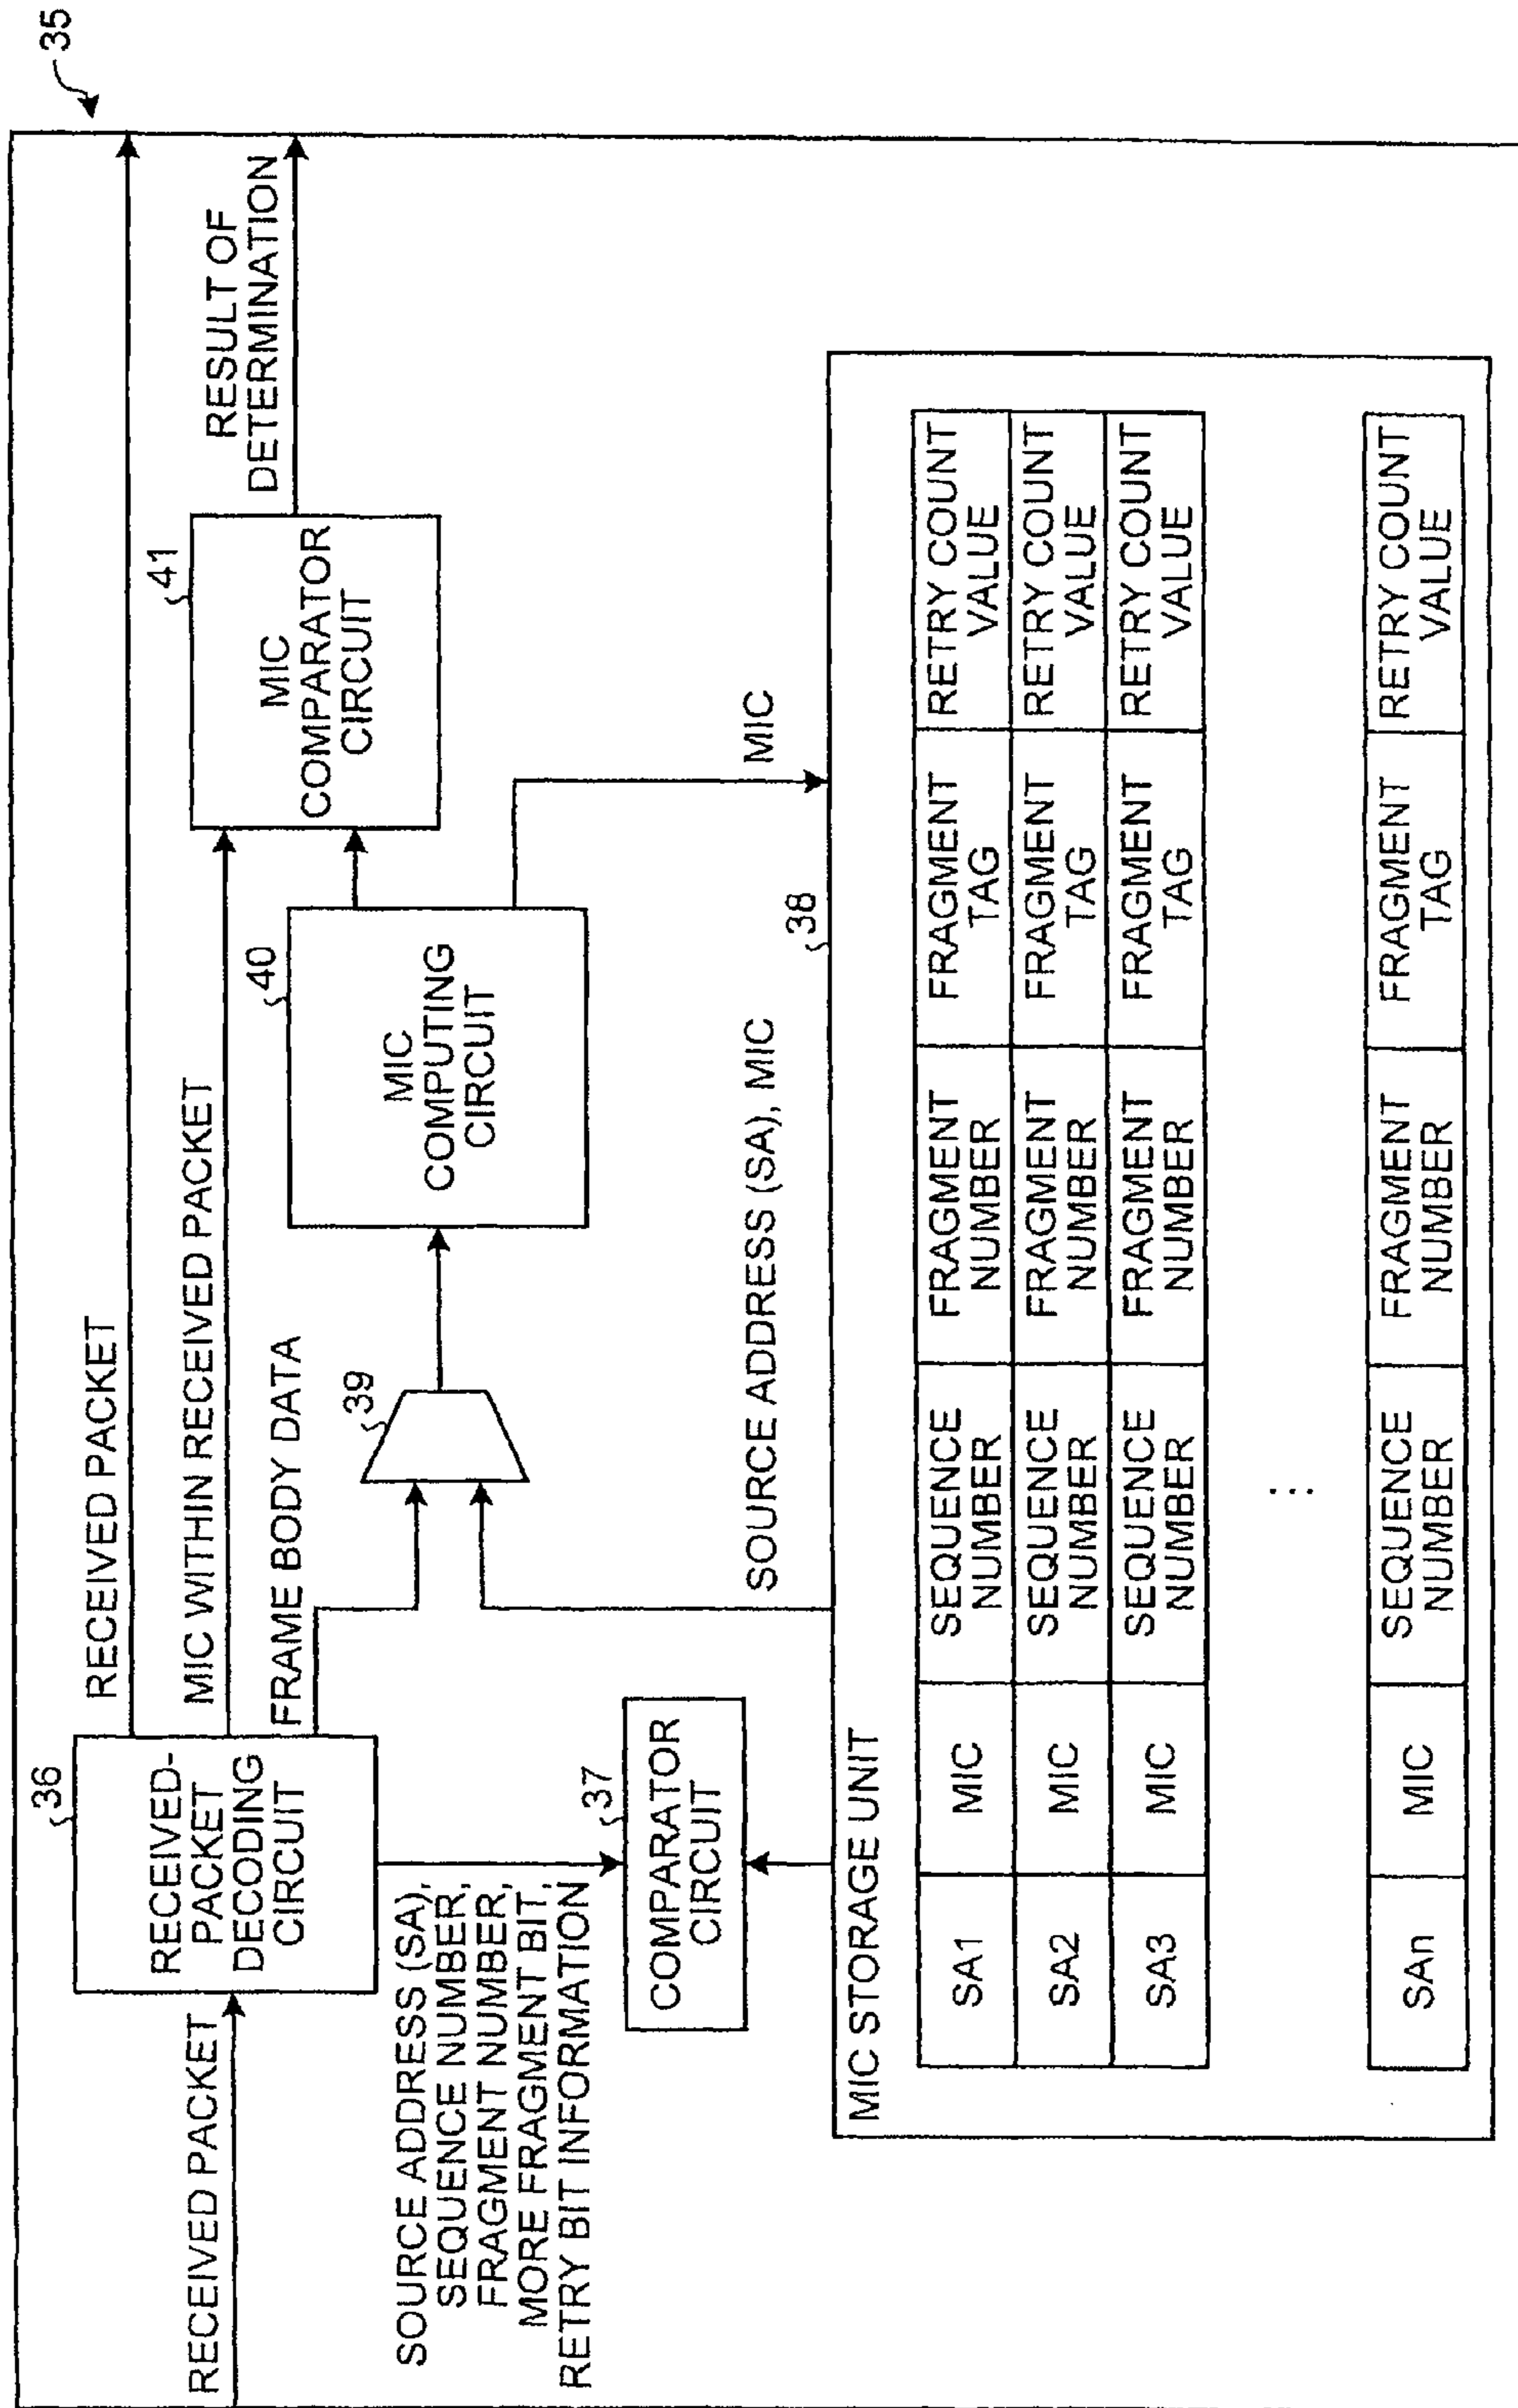 35
RECEIVED PACKET
36
RECEIVED-
PACKET
DECODING
CIRCUIT
RECEIVED PACKET
MIC WITHIN RECEIVED PACKET
FRAME BODY DATA
SOURCE ADDRESS (SA),
SEQUENCE NUMBER,
FRAGMENT NUMBER,
MORE FRAGMENT BIT,
RETRY BIT INFORMATION
37
COMPARATOR
CIRCUIT
39
40
MIC
COMPUTING
CIRCUIT
41
MIC
COMPARATOR
CIRCUIT
RESULT OF
DETERMINATION
SOURCE ADDRESS (SA), MIC
MIC
38
MIC STORAGE UNIT
SA1 MIC SEQUENCE FRAGMENT FRAGMENT RETRY COUNT
NUMBER NUMBER TAG VALUE
SA2 MIC SEQUENCE FRAGMENT FRAGMENT RETRY COUNT
NUMBER NUMBER TAG VALUE
SA3 MIC SEQUENCE FRAGMENT FRAGMENT RETRY COUNT
NUMBER NUMBER TAG VALUE
...
SAn MIC SEQUENCE FRAGMENT FRAGMENT RETRY COUNT
NUMBER NUMBER TAG VALUE